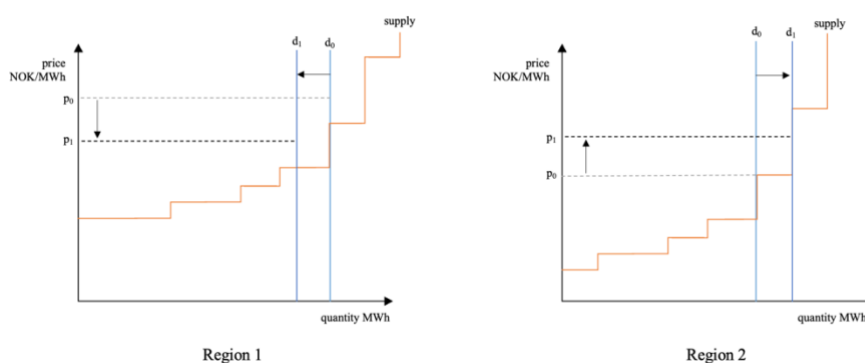 supply
d₁ d₀
price
NOK/MWh
p₀
p₁
quantity MWh
Region 1
supply
d₀ d₁
price
NOK/MWh
p₁
p₀
quantity MWh
Region 2